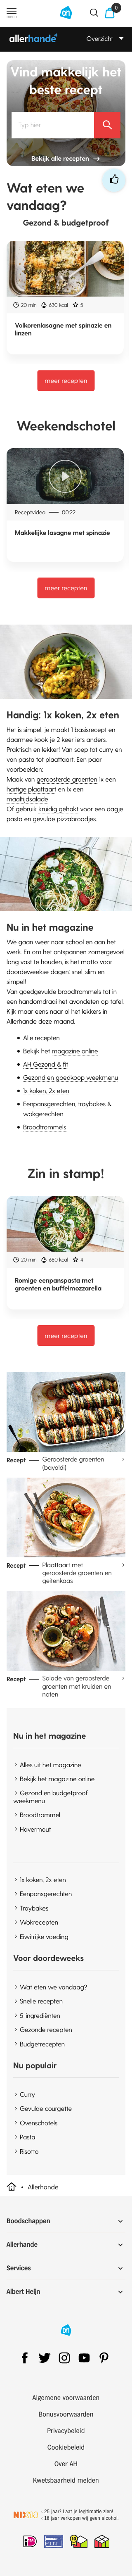 0
allerhande
Overzicht
Vind makkelijk het
beste recept
Typ hier
Bekijk alle recepten
Wat eten we
vandaag?
Gezond & budgetproof
20 min 630 kcal 5
Volkorenlasagne met spinazie en
linzen
meer recepten
Weekendschotel
Receptvideo 00:22
Makkelijke lasagne met spinazie
meer recepten
Handig: 1x koken, 2x eten
Het is simpel, je maakt 1 basisrecept en
daarmee kook je 2 keer iets anders.
Praktisch en lekker! Van soep tot curry en
van pasta tot plaattaart. Een paar
voorbeelden:
Maak van geroosterde groenten 1x een
hartige plaattaart en 1x een
maaltijdsalade
Of gebruik kruidig gehakt voor een dagje
pasta en gevulde pizzabroodjes.
Nu in het magazine
We gaan weer naar school en aan het
werk. En om het ontspannen zomergevoel
lang vast te houden, is het motto voor
doordeweekse dagen: snel, slim en
simpel!
Van goedgevulde broodtrommels tot in
een handomdraai het avondeten op tafel.
Kijk maar eens naar al het lekkers in
Allerhande deze maand.
Alle recepten
Bekijk het magazine online
AH Gezond & fit
Gezond en goedkoop weekmenu
1x koken, 2x eten
Eenpansgerechten, traybakes &
wokgerechten
Broodtrommels
Zin in stamp!
20 min 680 kcal 4
Romige eenpanspasta met
groenten en buffelmozzarella
meer recepten
Recept Geroosterde groenten
(bayaldi)
Recept Plaattaart met
geroosterde groenten en
geitenkaas
Recept Salade van geroosterde
groenten met kruiden en
noten
Nu in het magazine
Alles uit het magazine
Bekijk het magazine online
Gezond en budgetproof
weekmenu
Broodtrommel
Havermout
1x koken, 2x eten
Eenpansgerechten
Traybakes
Wokrecepten
Eiwitrijke voeding
Voor doordeweeks
Wat eten we vandaag?
Snelle recepten
5-ingrediënten
Gezonde recepten
Budgetrecepten
Nu populair
Curry
Gevulde courgette
Ovenschotels
Pasta
Risotto
Allerhande
Boodschappen
Allerhande
Services
Albert Heijn
Algemene voorwaarden
Bonusvoorwaarden
Privacybeleid
Cookiebeleid
Over AH
Kwetsbaarheid melden
NIX18 < 25 jaar? Laat je legitimatie zien!
< 18 jaar verkopen wij geen alcohol